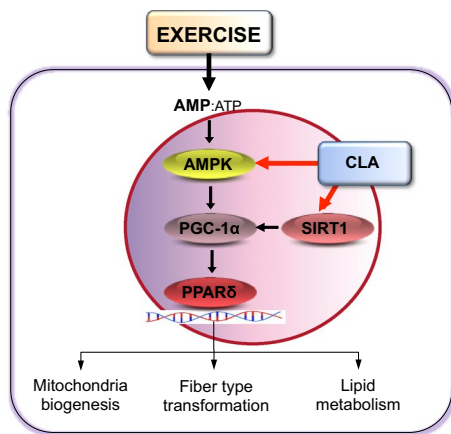 EXERCISE
AMP:ATP
AMPK
CLA
PGC-1α
SIRT1
PPARδ
Mitochondria
biogenesis
Fiber type
transformation
Lipid
metabolism